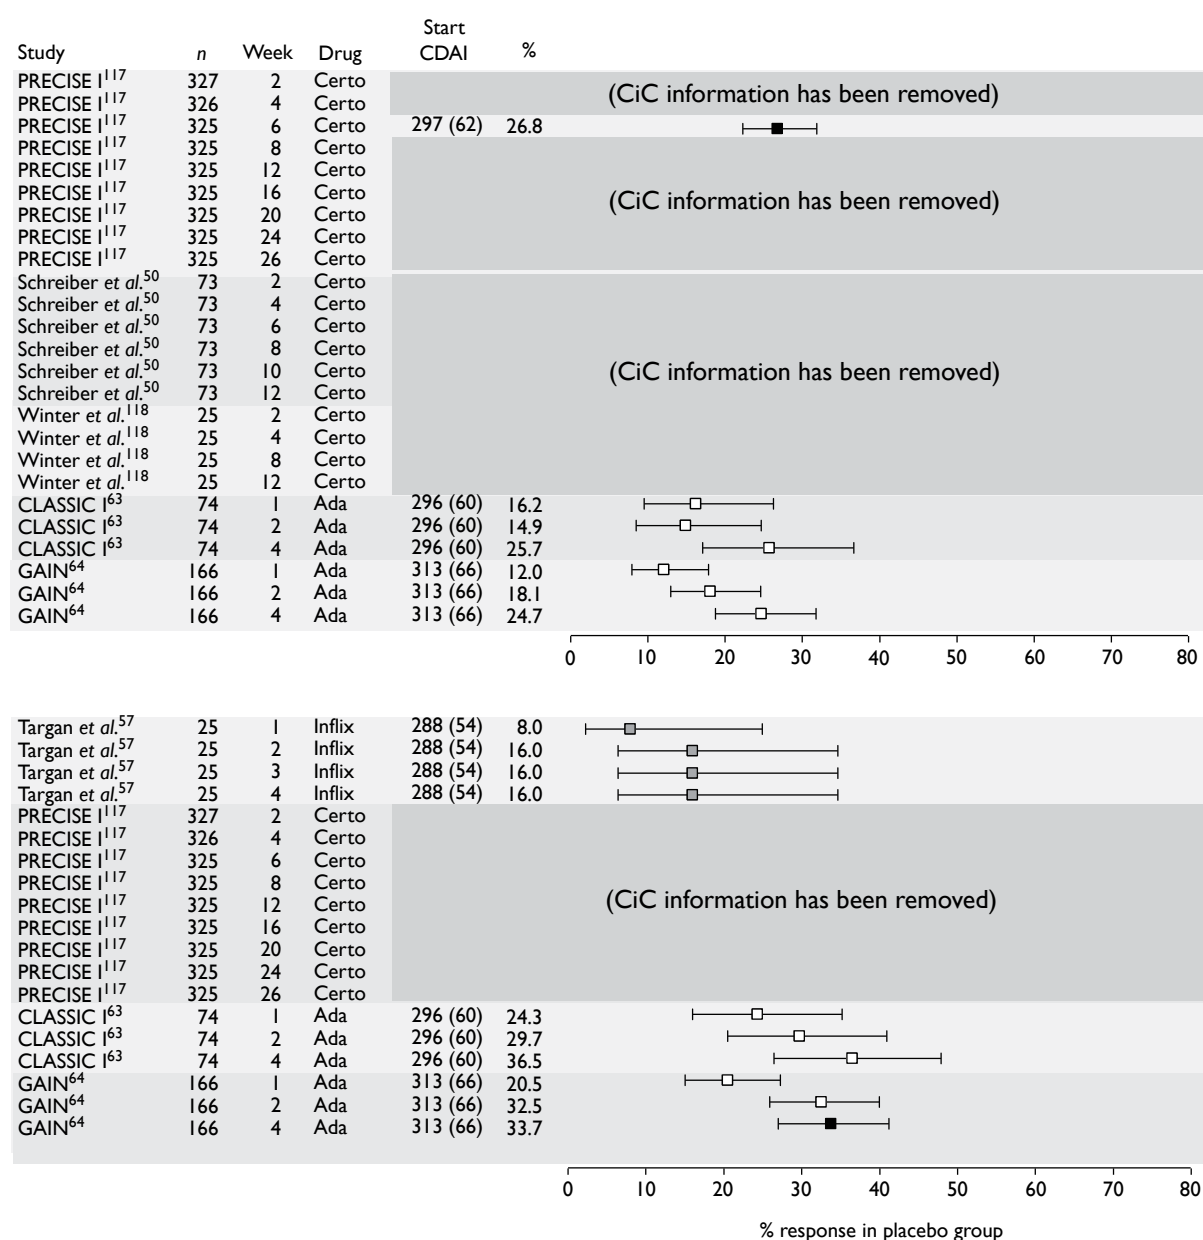 Study n Week Drug Start CDAI %
PRECISE I117 327 2 Certo
PRECISE I117 326 4 Certo
(CiC information has been removed)
PRECISE I117 325 6 Certo 297 (62) 26.8
PRECISE I117 325 8 Certo
PRECISE I117 325 12 Certo
PRECISE I117 325 16 Certo
PRECISE I117 325 20 Certo
PRECISE I117 325 24 Certo
PRECISE I117 325 26 Certo
(CiC information has been removed)
Schreiber et al.50 73 2 Certo
Schreiber et al.50 73 4 Certo
Schreiber et al.50 73 6 Certo
Schreiber et al.50 73 8 Certo
Schreiber et al.50 73 10 Certo
Schreiber et al.50 73 12 Certo
Winter et al.118 25 2 Certo
Winter et al.118 25 4 Certo
Winter et al.118 25 8 Certo
Winter et al.118 25 12 Certo
(CiC information has been removed)
CLASSIC I63 74 1 Ada 296 (60) 16.2
CLASSIC I63 74 2 Ada 296 (60) 14.9
CLASSIC I63 74 4 Ada 296 (60) 25.7
GAIN64 166 1 Ada 313 (66) 12.0
GAIN64 166 2 Ada 313 (66) 18.1
GAIN64 166 4 Ada 313 (66) 24.7
0 10 20 30 40 50 60 70 80
Targan et al.57 25 1 Inflix 288 (54) 8.0
Targan et al.57 25 2 Inflix 288 (54) 16.0
Targan et al.57 25 3 Inflix 288 (54) 16.0
Targan et al.57 25 4 Inflix 288 (54) 16.0
PRECISE I117 327 2 Certo
PRECISE I117 326 4 Certo
PRECISE I117 325 6 Certo
PRECISE I117 325 8 Certo
PRECISE I117 325 12 Certo
PRECISE I117 325 16 Certo
PRECISE I117 325 20 Certo
PRECISE I117 325 24 Certo
PRECISE I117 325 26 Certo
(CiC information has been removed)
CLASSIC I63 74 1 Ada 296 (60) 24.3
CLASSIC I63 74 2 Ada 296 (60) 29.7
CLASSIC I63 74 4 Ada 296 (60) 36.5
GAIN64 166 1 Ada 313 (66) 20.5
GAIN64 166 2 Ada 313 (66) 32.5
GAIN64 166 4 Ada 313 (66) 33.7
0 10 20 30 40 50 60 70 80
% response in placebo group